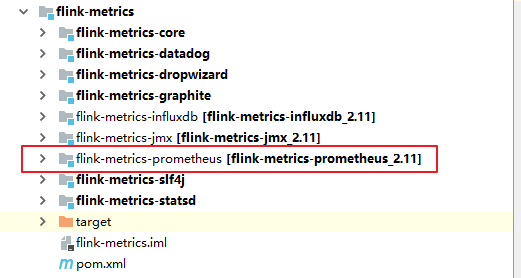 flink-metrics
flink-metrics-core
flink-metrics-datadog
flink-metrics-dropwizard
flink-metrics-graphite
flink-metrics-influxdb [flink-metrics-influxdb_2.11]
flink-metrics-jmx [flink-metrics-jmx_2.11]
flink-metrics-prometheus [flink-metrics-prometheus_2.11]
flink-metrics-slf4j
flink-metrics-statsd
target
flink-metrics.iml
m pom.xml